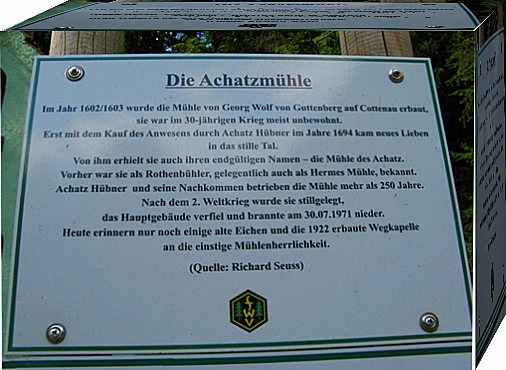 Die Achatzmühle
Im Jahr 1602/1603 wurde die Mühle von Georg Wolf von Guttenberg auf Cottenau erbaut,
sie war im 30-jährigen Krieg meist unbewohnt.
Erst mit dem Kauf des Anwesens durch Achatz Hübner im Jahre 1694 kam neues Lieben
in das stille Tal.
Von ihm erhielt sie auch ihren endgültigen Namen – die Mühle des Achatz.
Vorher war sie als Rothenbühler, gelegentlich auch als Hermes Mühle, bekannt.
Achatz Hübner und seine Nachkommen betrieben die Mühle mehr als 250 Jahre.
Nach dem 2. Weltkrieg wurde sie stillgelegt,
das Hauptgebäude verfiel und brannte am 30.07.1971 nieder.
Heute erinnern nur noch einige alte Eichen und die 1922 erbaute Wegkapelle
an die einstige Mühlenherrlichkeit.
(Quelle: Richard Seuss)